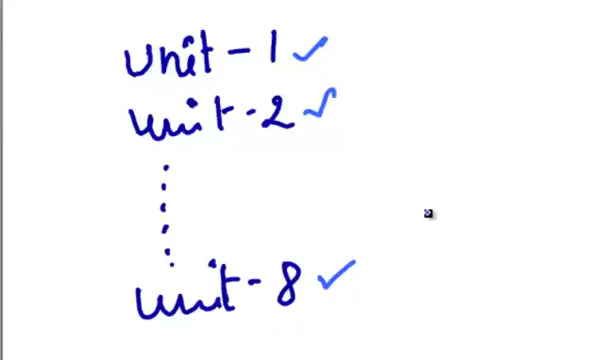 Unit - 1 ✓
unit - 2 ✓
unit - 8 ✓